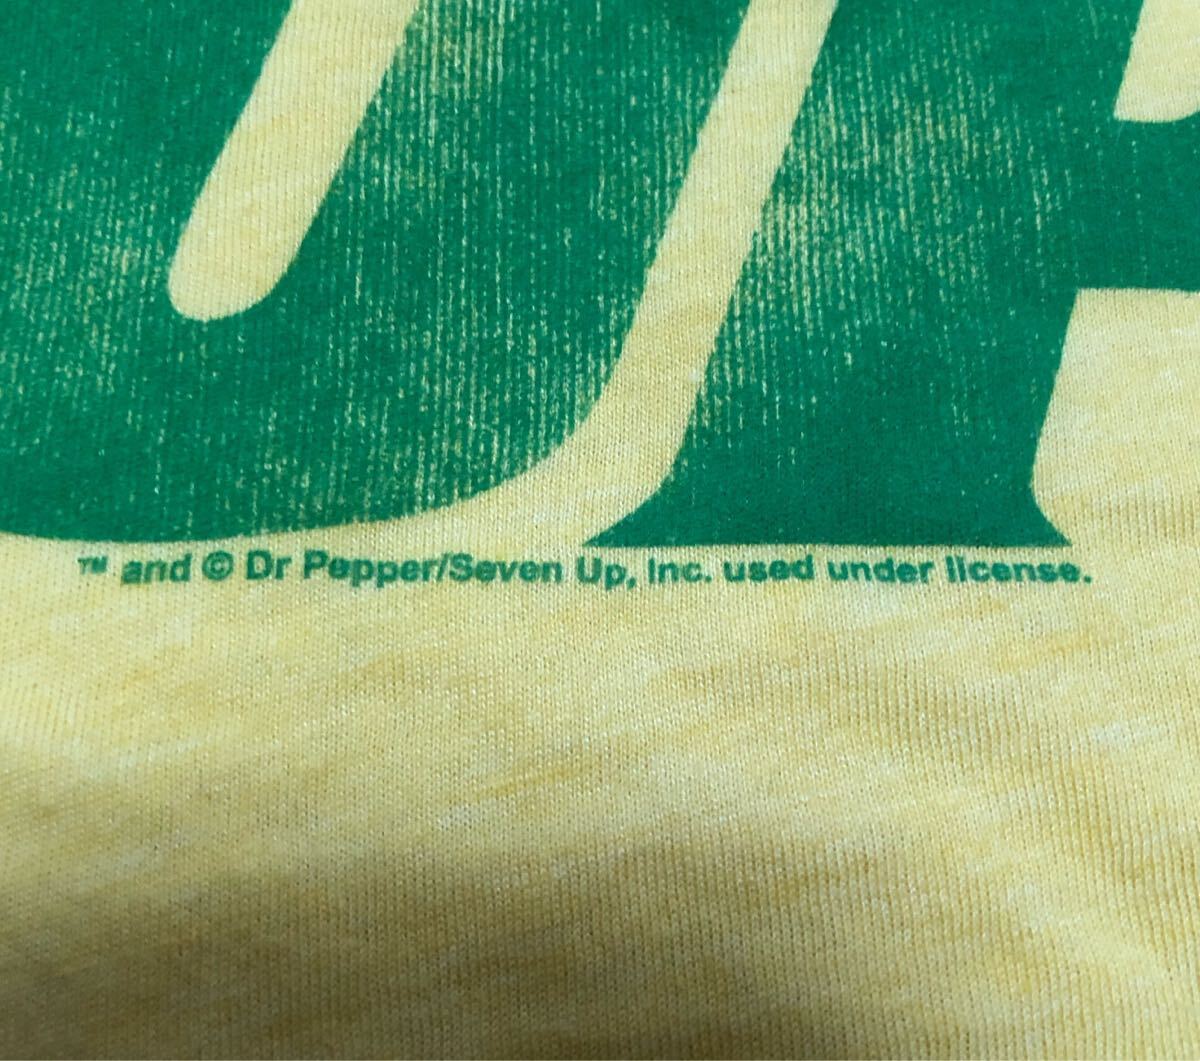 ™ and © Dr Pepper/Seven Up, Inc. used under license.